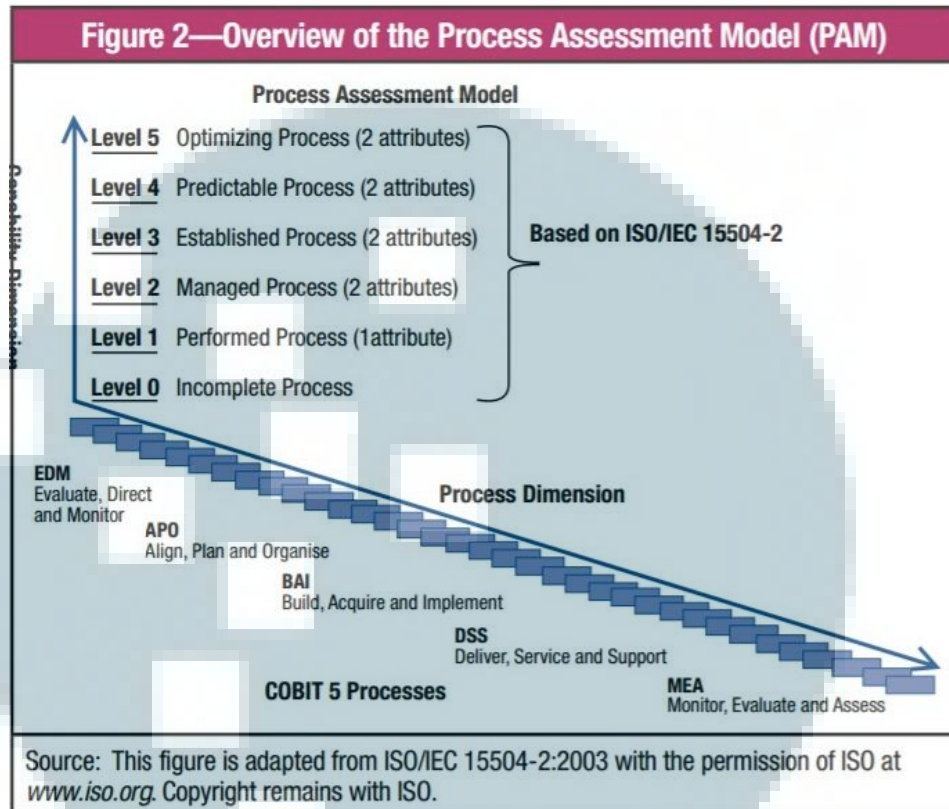 Figure 2—Overview of the Process Assessment Model (PAM)
Process Assessment Model
Level 5 Optimizing Process (2 attributes)
Level 4 Predictable Process (2 attributes)
Level 3 Established Process (2 attributes)
Level 2 Managed Process (2 attributes)
Level 1 Performed Process (1attribute)
Level 0 Incomplete Process
Based on ISO/IEC 15504-2
Capability Dimension
Process Dimension
EDM
Evaluate, Direct
and Monitor
APO
Align, Plan and Organise
BAI
Build, Acquire and Implement
DSS
Deliver, Service and Support
MEA
Monitor, Evaluate and Assess
COBIT 5 Processes
Source: This figure is adapted from ISO/IEC 15504-2:2003 with the permission of ISO at
www.iso.org. Copyright remains with ISO.